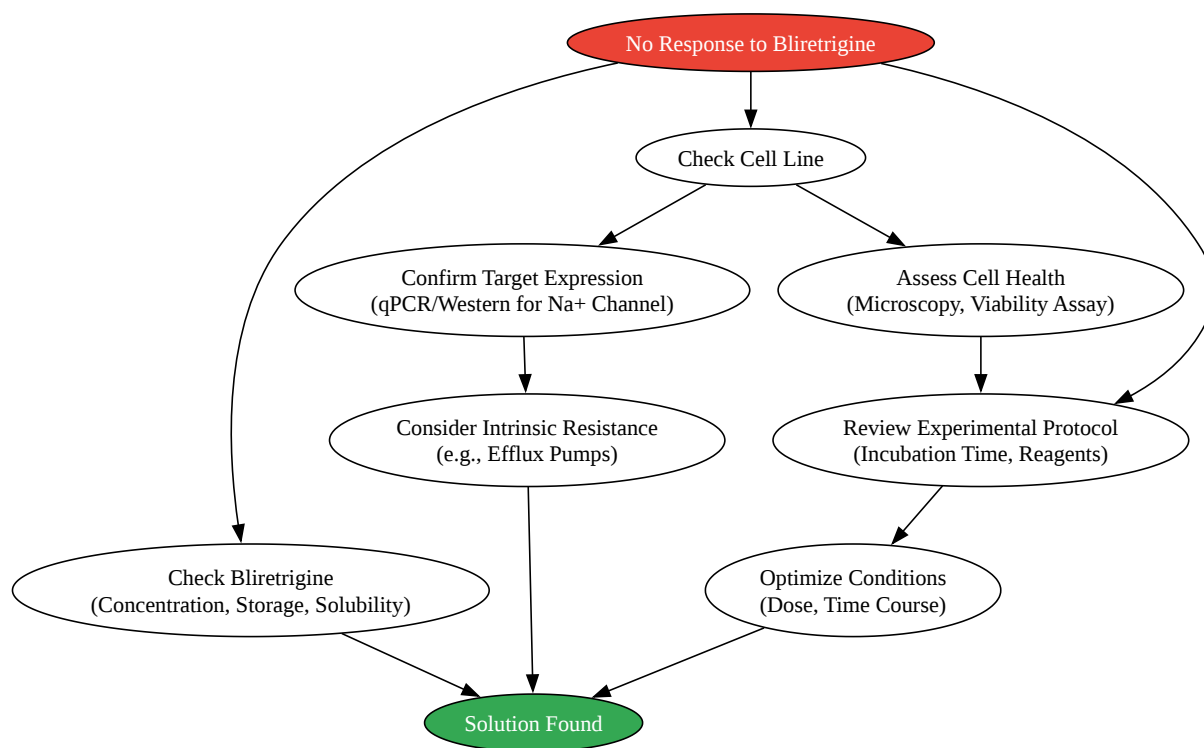 No Response to Bliretrigine
Check Cell Line
Confirm Target Expression
(qPCR/Western for Na+ Channel)
Assess Cell Health
(Microscopy, Viability Assay)
Consider Intrinsic Resistance
(e.g., Efflux Pumps)
Review Experimental Protocol
(Incubation Time, Reagents)
Check Bliretrigine
(Concentration, Storage, Solubility)
Optimize Conditions
(Dose, Time Course)
Solution Found